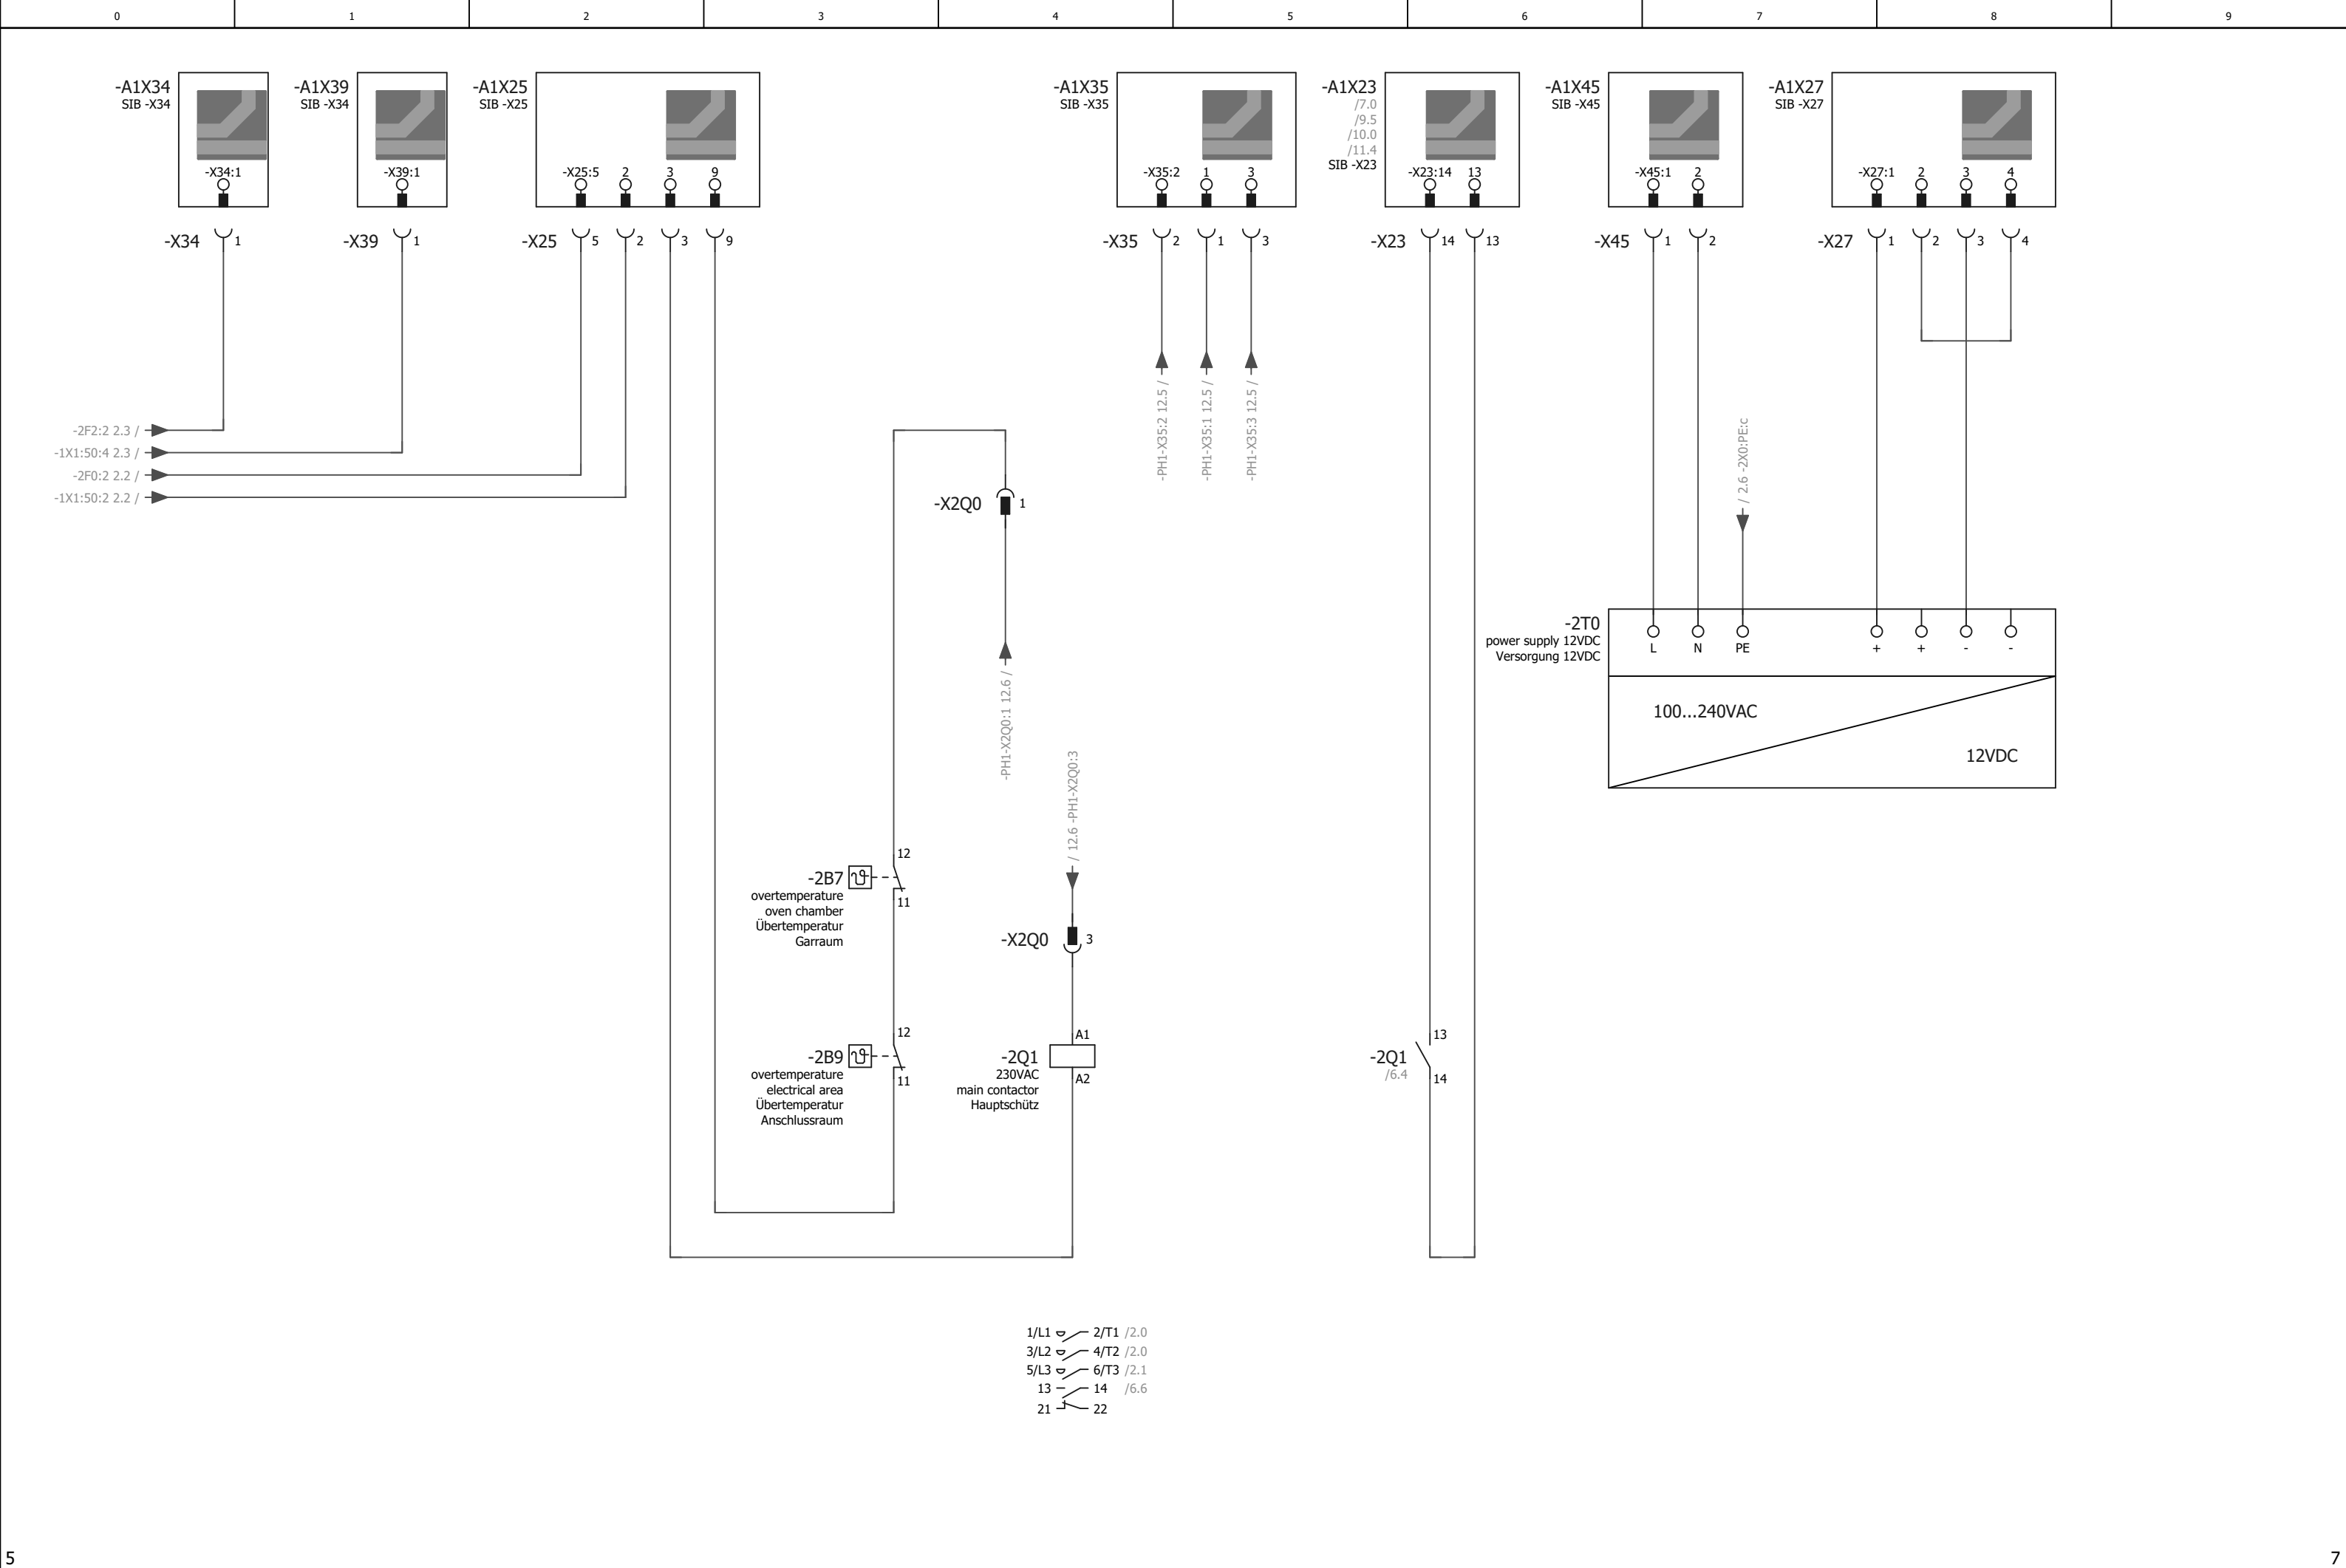 0 1 2 3 4 5 6 7 8 9
-A1X34
SIB -X34
-X34:1
-X34 1
-A1X39
SIB -X34
-X39:1
-X39 1
-A1X25
SIB -X25
-X25:5 2 3 9
-X25 5 2 3 9
-A1X35
SIB -X35
-X35:2 1 3
-X35 2 1 3
-A1X23
/7.0
/9.5
/10.0
/11.4
SIB -X23
-X23:14 13
-X23 14 13
-A1X45
SIB -X45
-X45:1 2
-X45 1 2
-A1X27
SIB -X27
-X27:1 2 3 4
-X27 1 2 3 4
-2F2:2 2.3 /
-1X1:50:4 2.3 /
-2F0:2 2.2 /
-1X1:50:2 2.2 /
-PH1-X35:2 12.5 /
-PH1-X35:1 12.5 /
-PH1-X35:3 12.5 /
/ 2.6 -2X0:PE:c
-X2Q0 1
-PH1-X2Q0:1 12.6 /
/ 12.6 -PH1-X2Q0:3
-2T0
power supply 12VDC
Versorgung 12VDC
L N PE + + - -
100...240VAC
12VDC
12
-2B7
11
overtemperature
oven chamber
Übertemperatur
Garraum
-X2Q0 3
12
-2B9
11
overtemperature
electrical area
Übertemperatur
Anschlussraum
A1
-2Q1
230VAC
A2
main contactor
Hauptschütz
13
-2Q1
/6.4
14
1/L1 2/T1 /2.0
3/L2 4/T2 /2.0
5/L3 6/T3 /2.1
13 14 /6.6
21 22
5
7